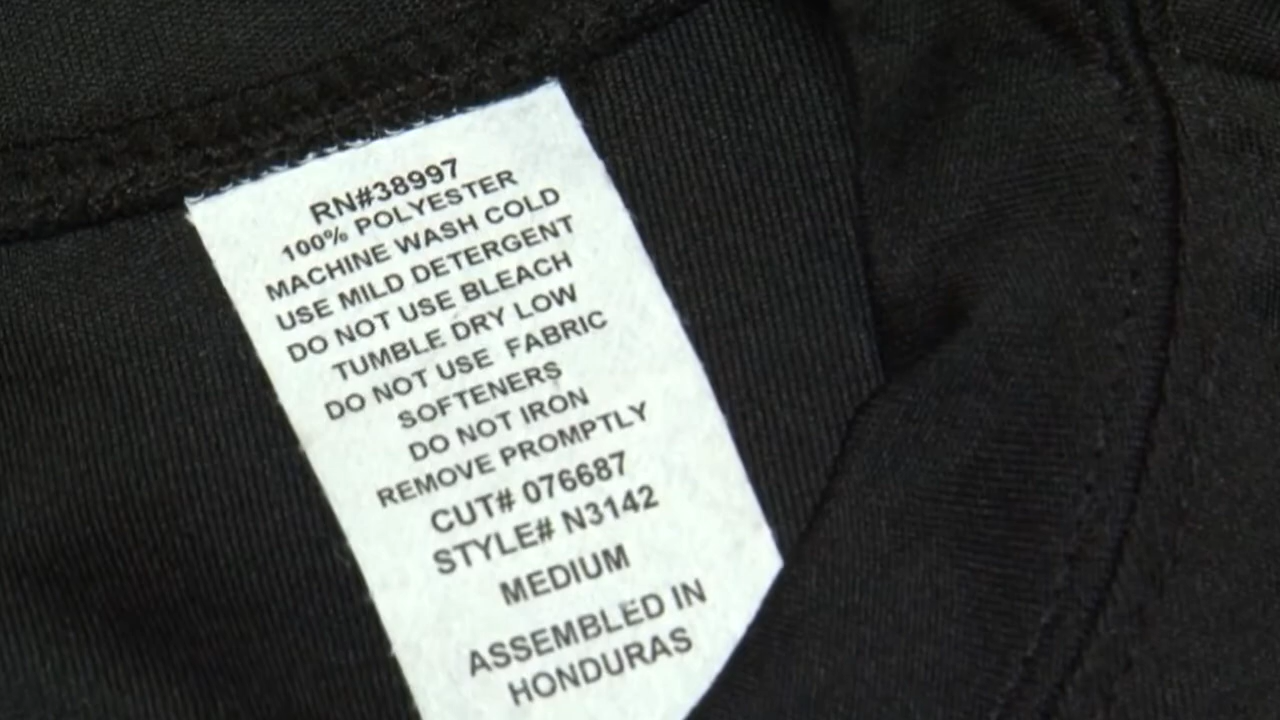 RN#38997
100% POLYESTER
MACHINE WASH COLD
USE MILD DETERGENT
DO NOT USE BLEACH
TUMBLE DRY LOW
DO NOT USE FABRIC
SOFTENERS
DO NOT IRON
REMOVE PROMPTLY
CUT# 076687
STYLE# N3142
MEDIUM
ASSEMBLED IN
HONDURAS